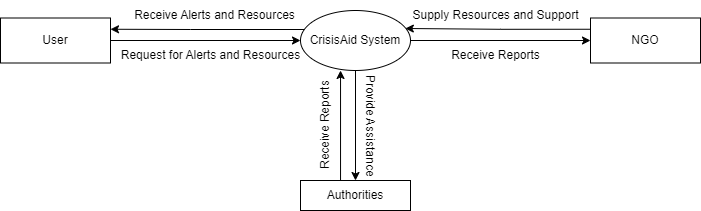 Receive Alerts and Resources
Supply Resources and Support
User
CrisisAid System
NGO
Request for Alerts and Resources
Receive Reports
Receive Reports
Provide Assistance
Authorities